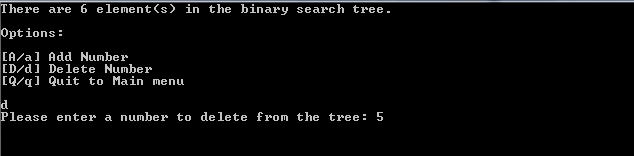 There are 6 element(s) in the binary search tree.
Options:
[A/a] Add Number
[D/d] Delete Number
[Q/q] Quit to Main menu
d
Please enter a number to delete from the tree: 5